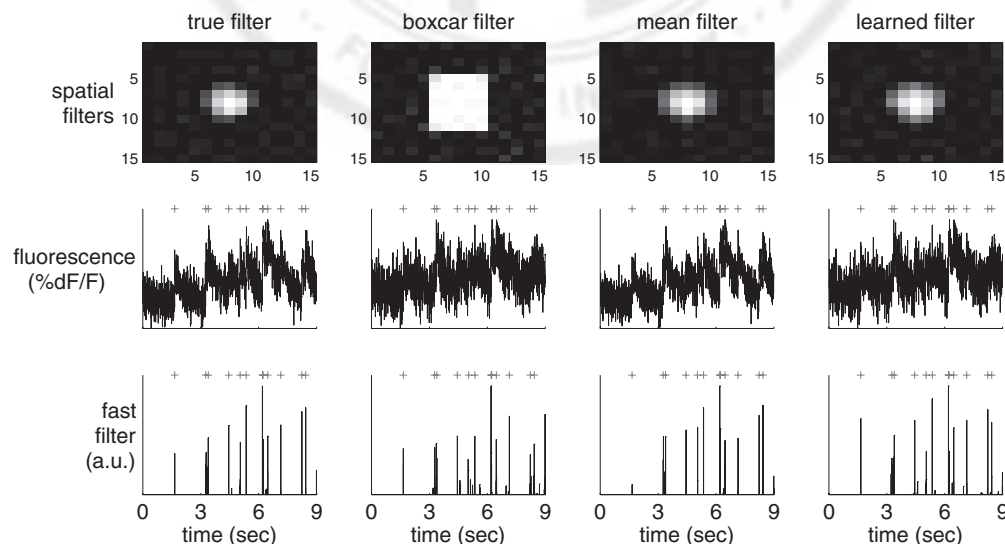 true filter boxcar filter mean filter learned filter
spatial
filters
5 5 5 5
10 10 10 10
15 15 15 15
5 10 15 5 10 15 5 10 15 5 10 15
fluorescence
(%dF/F)
fast
filter
(a.u.)
0 3 6 9 0 3 6 9 0 3 6 9 0 3 6 9
time (sec) time (sec) time (sec) time (sec)